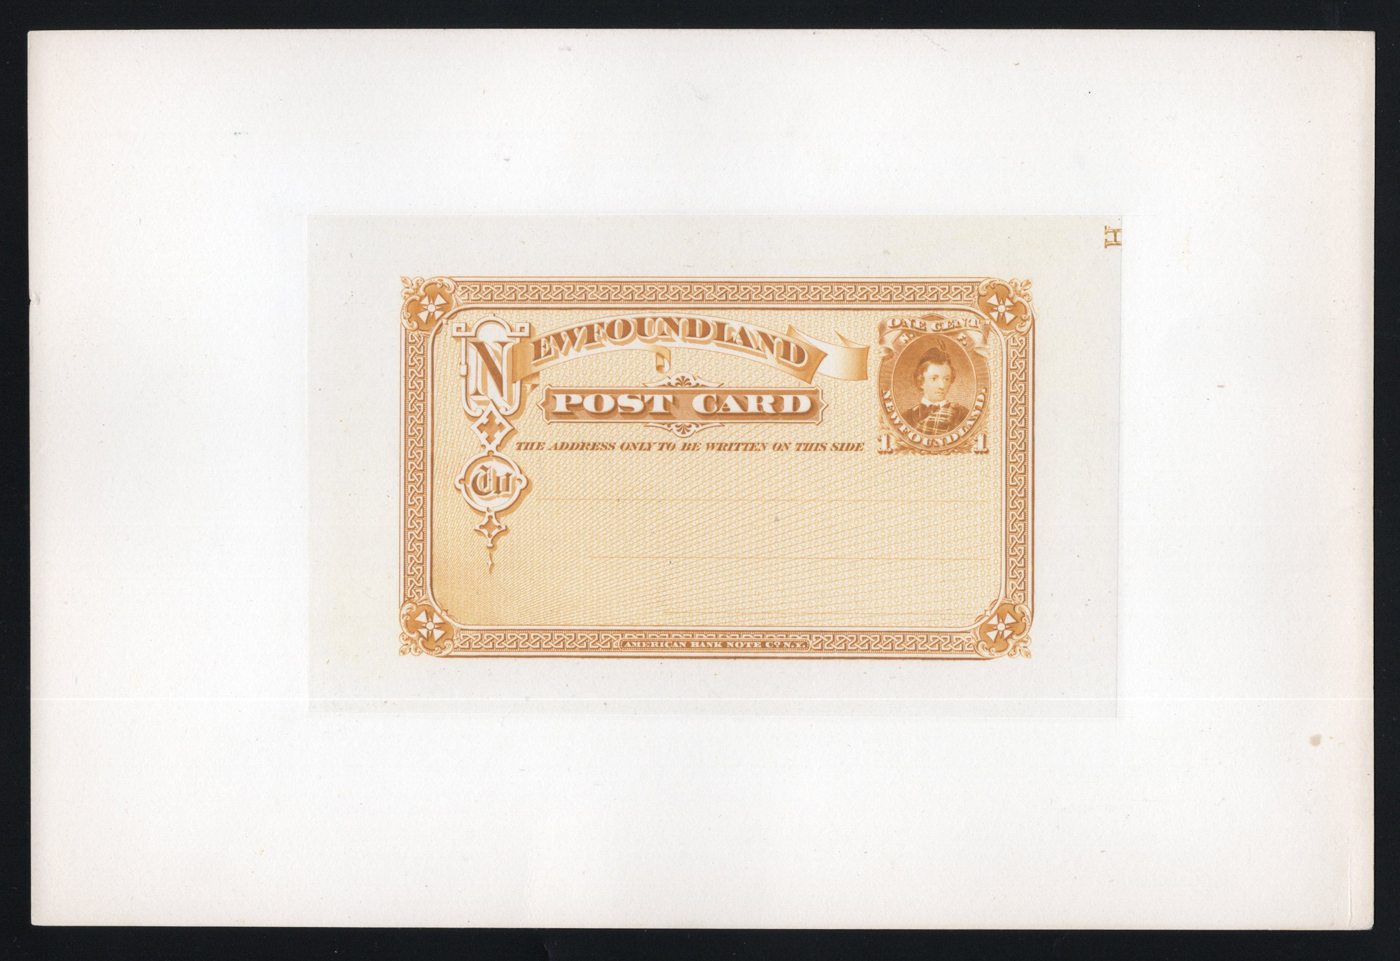 H
NEWFOUNDLAND
POST CARD
THE ADDRESS ONLY TO BE WRITTEN ON THIS SIDE
To
ONE CENT
NEWFOUNDLAND.
1 1
AMERICAN BANK NOTE CO. N.Y.